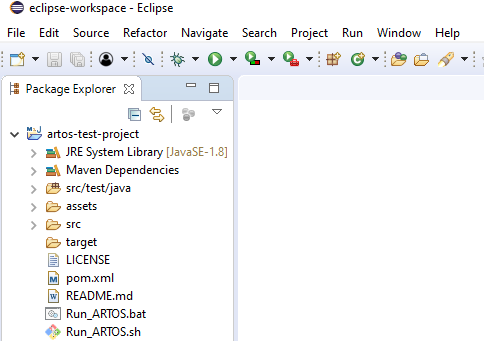 eclipse-workspace - Eclipse
File Edit Source Refactor Navigate Search Project Run Window Help
Package Explorer
artos-test-project
JRE System Library [JavaSE-1.8]
Maven Dependencies
src/test/java
assets
src
target
LICENSE
pom.xml
README.md
Run_ARTOS.bat
Run_ARTOS.sh